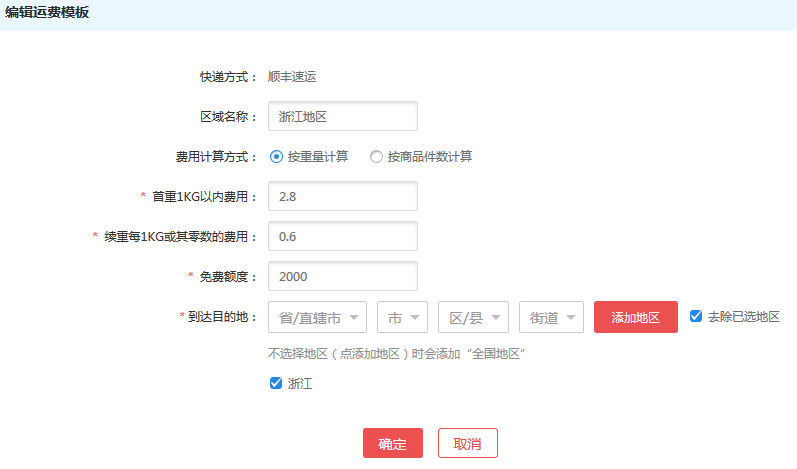 编辑运费模板
快递方式： 顺丰速运
区域名称： 浙江地区
费用计算方式： 按重量计算 按商品件数计算
* 首重1KG以内费用： 2.8
* 续重每1KG或其零数的费用： 0.6
* 免费额度： 2000
* 到达目的地： 省/直辖市 市 区/县 街道 添加地区 去除已选地区
不选择地区（点添加地区）时会添加“全国地区”
浙江
确定 取消